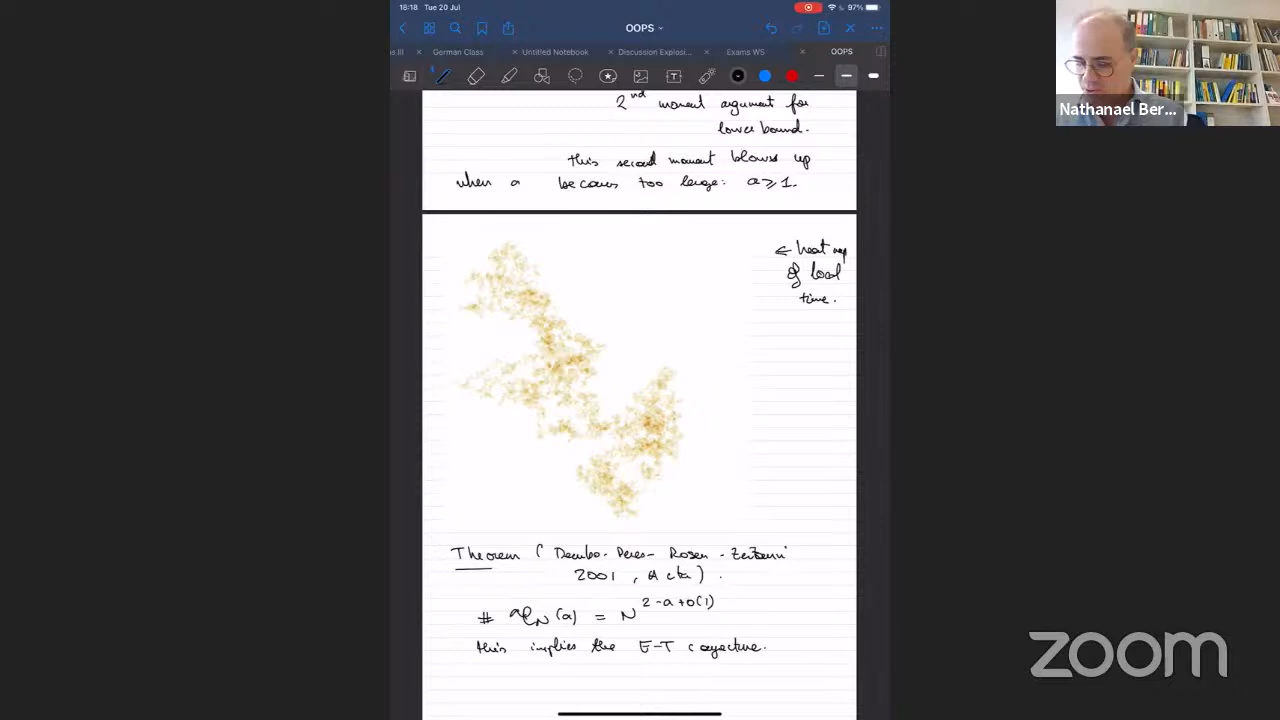 18:18 Tue 20 Jul
97%
OOPS
German Class
Untitled Notebook
Discussion Explosi...
Exams WS
OOPS
2nd moment argument for
lower bound.
this second moment blows up
when a becomes too large: a ≥ 1.
← heat map
of local
time.
Theorem (Dembo-Peres-Rosen-Zeitouni
2001, Acta).
# (a) = N^{2-a+o(1)}
this implies the E-T conjecture.
Nathanael Ber...
zoom